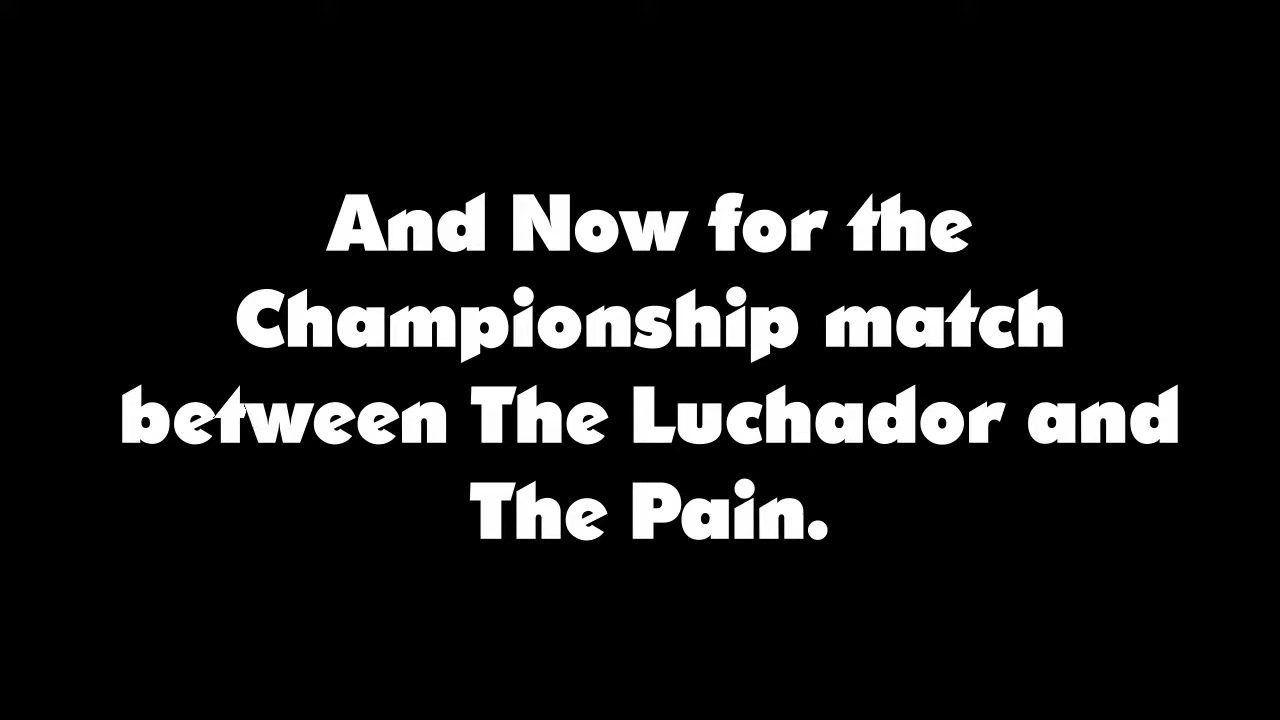 And Now for the
Championship match
between The Luchador and
The Pain.